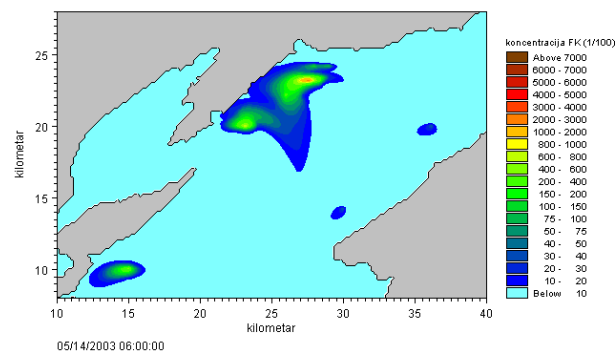 koncentracija FK (1/100)
Above 7000
6000 - 7000
5000 - 6000
4000 - 5000
3000 - 4000
2000 - 3000
1000 - 2000
800 - 1000
600 - 800
400 - 600
200 - 400
150 - 200
100 - 150
75 - 100
50 - 75
40 - 50
30 - 40
20 - 30
10 - 20
Below 10
kilometar
25
20
15
10
10 15 20 25 30 35 40
kilometar
05/14/2003 06:00:00